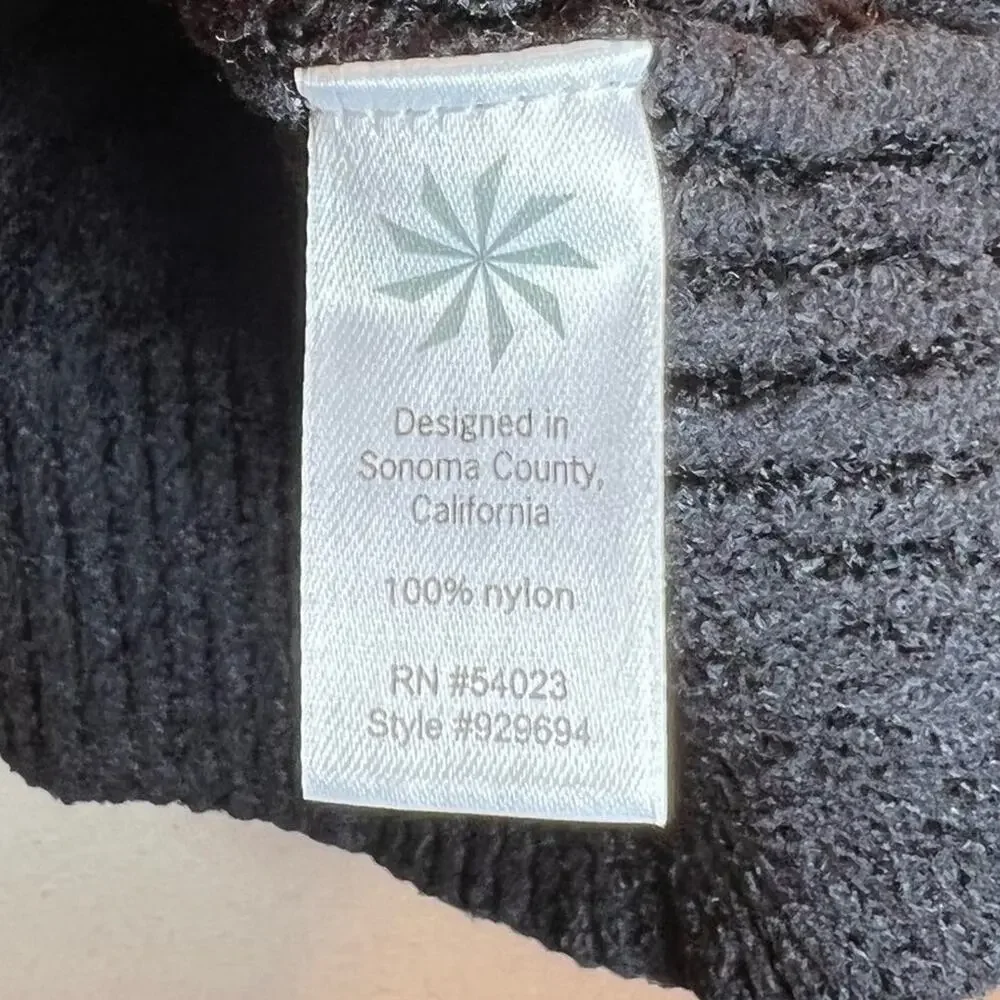 Designed in
Sonoma County,
California
100% nylon
RN #54023
Style #929694